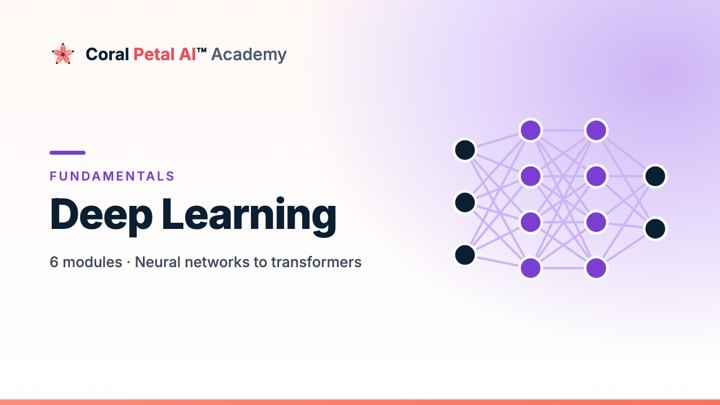 Coral Petal AI™ Academy
FUNDAMENTALS
Deep Learning
6 modules · Neural networks to transformers